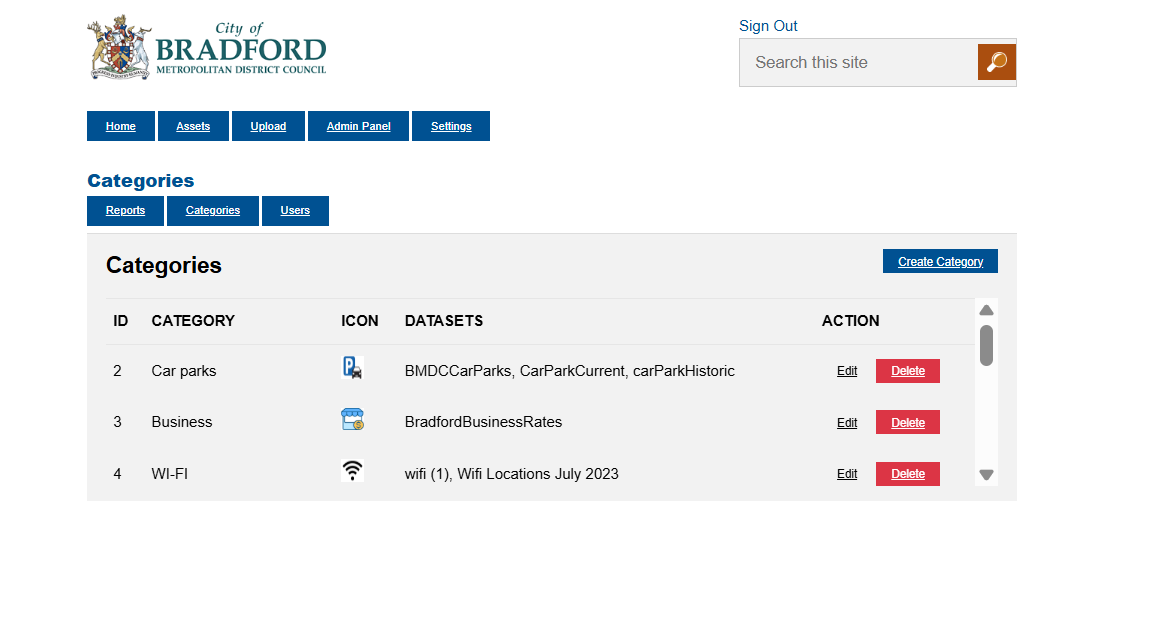 City of
BRADFORD
METROPOLITAN DISTRICT COUNCIL
Sign Out
Search this site
Home Assets Upload Admin Panel Settings
Categories
Reports Categories Users
Categories Create Category
ID CATEGORY ICON DATASETS ACTION
2 Car parks P BMDCCarParks, CarParkCurrent, carParkHistoric Edit Delete
3 Business BradfordBusinessRates Edit Delete
4 WI-FI wifi (1), Wifi Locations July 2023 Edit Delete